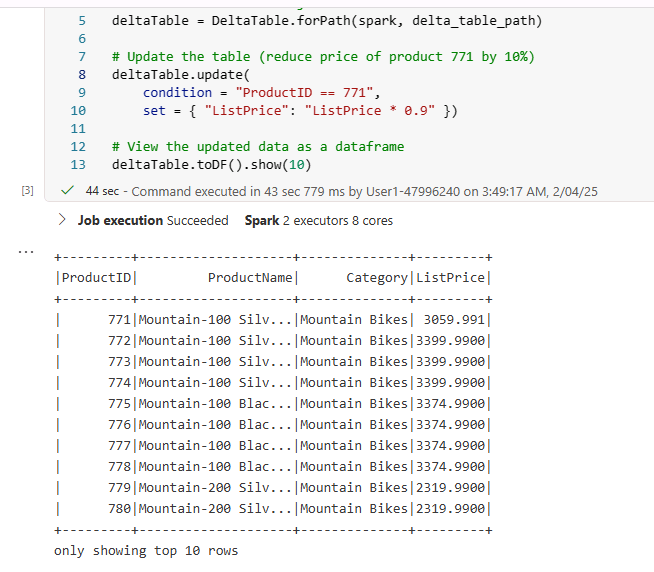 5 deltaTable = DeltaTable.forPath(spark, delta_table_path)
6
7 # Update the table (reduce price of product 771 by 10%)
8 deltaTable.update(
9     condition = "ProductID == 771",
10     set = { "ListPrice": "ListPrice * 0.9" })
11
12 # View the updated data as a dataframe
13 deltaTable.toDF().show(10)
[3] 44 sec - Command executed in 43 sec 779 ms by User1-47996240 on 3:49:17 AM, 2/04/25
Job execution Succeeded Spark 2 executors 8 cores
...
+---------+--------------------+--------------+---------+
|ProductID|         ProductName|      Category|ListPrice|
+---------+--------------------+--------------+---------+
|      771|Mountain-100 Silv...|Mountain Bikes| 3059.991|
|      772|Mountain-100 Silv...|Mountain Bikes|3399.9900|
|      773|Mountain-100 Silv...|Mountain Bikes|3399.9900|
|      774|Mountain-100 Silv...|Mountain Bikes|3399.9900|
|      775|Mountain-100 Blac...|Mountain Bikes|3374.9900|
|      776|Mountain-100 Blac...|Mountain Bikes|3374.9900|
|      777|Mountain-100 Blac...|Mountain Bikes|3374.9900|
|      778|Mountain-100 Blac...|Mountain Bikes|3374.9900|
|      779|Mountain-200 Silv...|Mountain Bikes|2319.9900|
|      780|Mountain-200 Silv...|Mountain Bikes|2319.9900|
+---------+--------------------+--------------+---------+
only showing top 10 rows